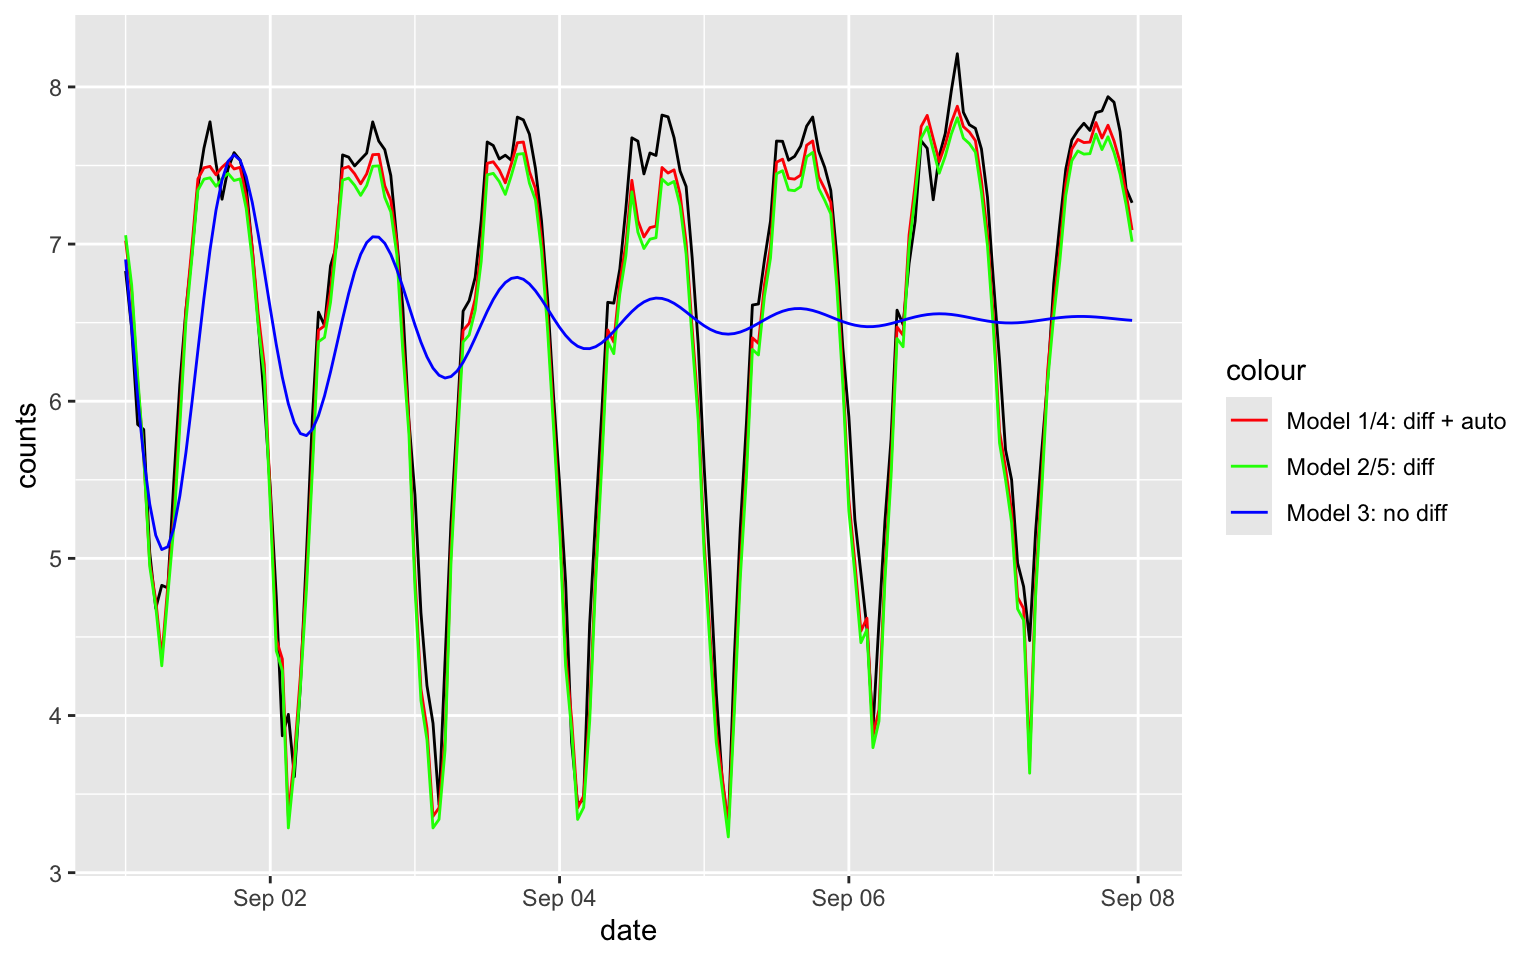 counts
8
7
6
5
4
3
Sep 02
Sep 04
Sep 06
Sep 08
date
colour
Model 1/4: diff + auto
Model 2/5: diff
Model 3: no diff